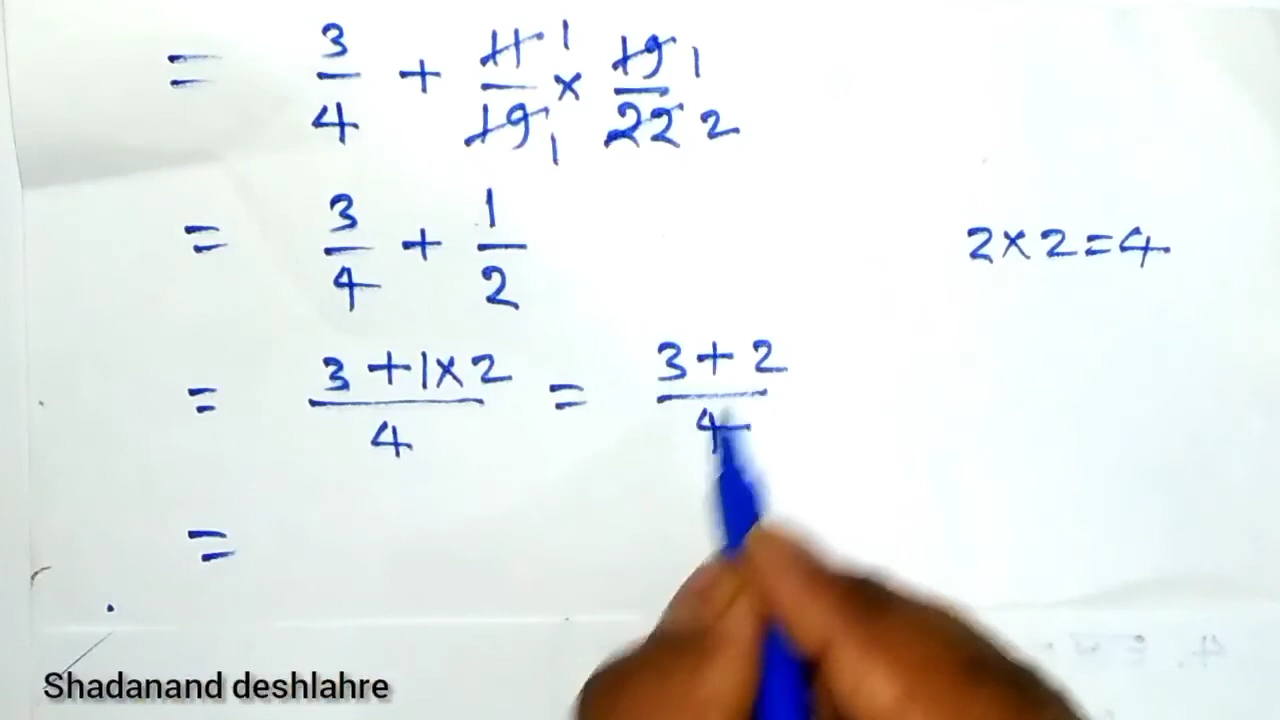 = 3/4 + 11/19 1/1 × 19/22 1/2
= 3/4 + 1/2
2×2=4
= 3+1×2/4 = 3+2/4
=
Shadanand deshlahre